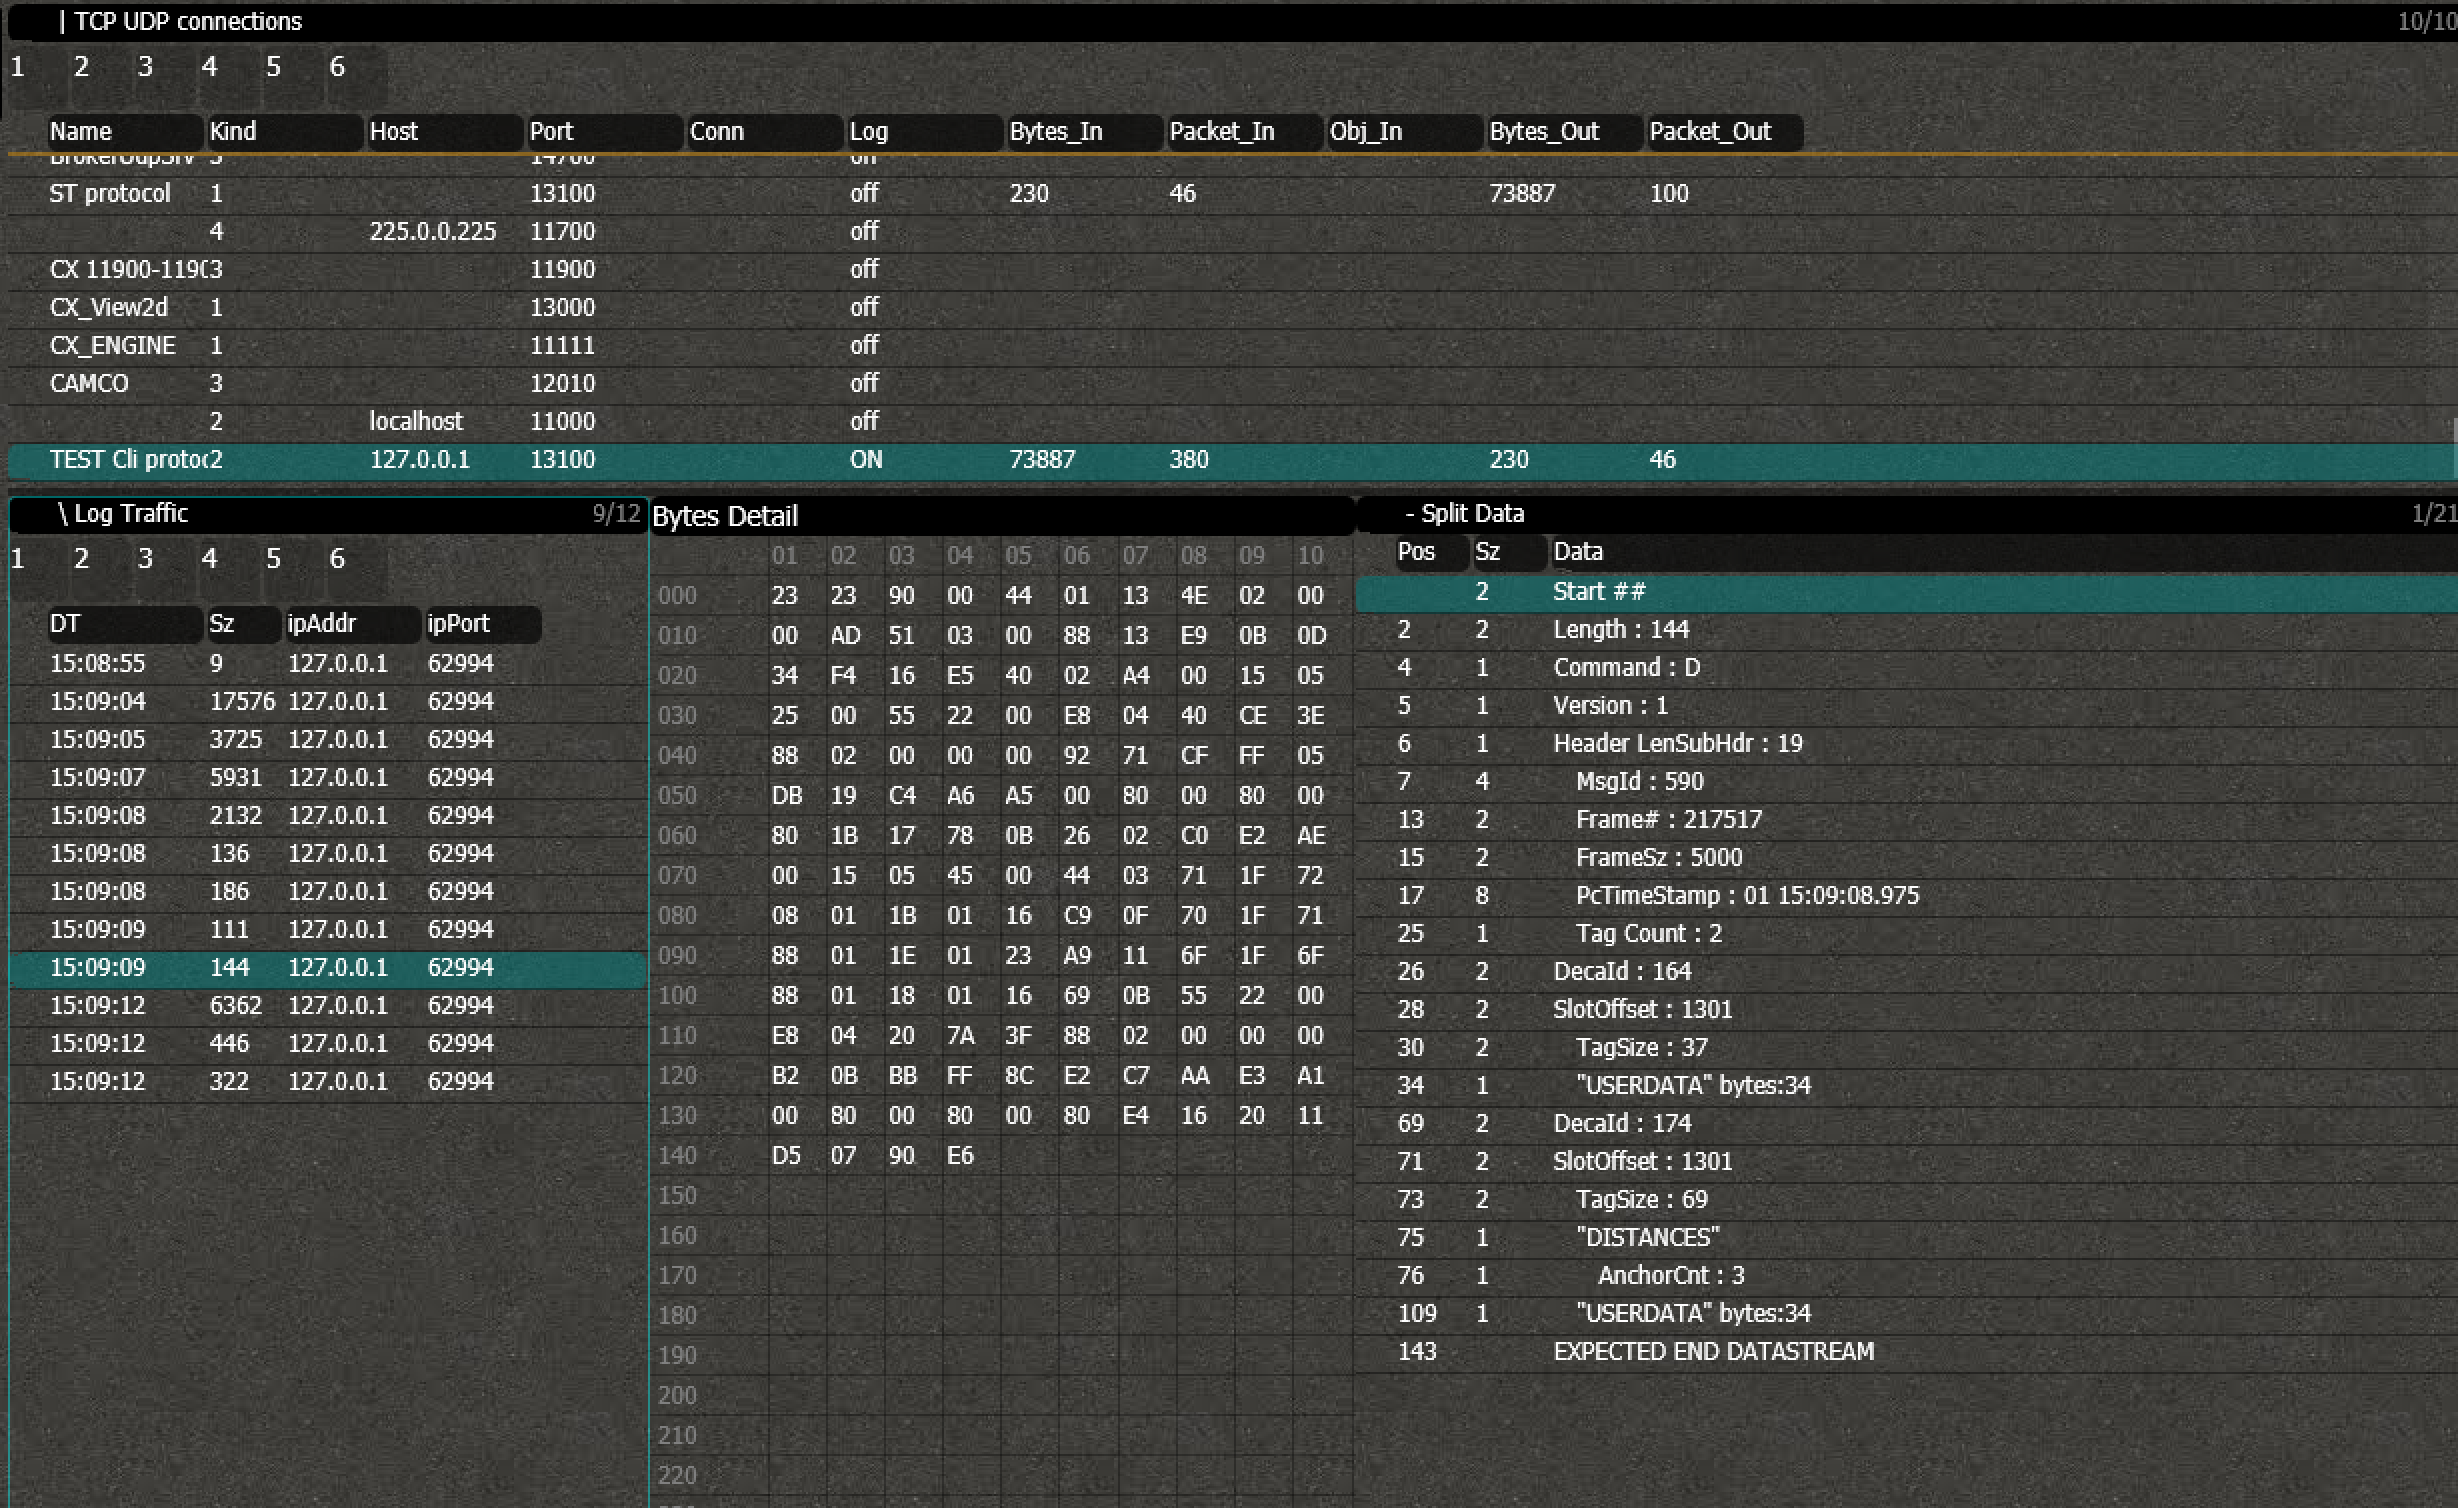 | TCP UDP connections 10/10
1 2 3 4 5 6
Name Kind Host Port Conn Log Bytes_In Packet_In Obj_In Bytes_Out Packet_Out
BrokerUdpSrv 3 14700 off
ST protocol 1 13100 off 230 46 73887 100
4 225.0.0.225 11700 off
CX 11900-1190 3 11900 off
CX_View2d 1 13000 off
CX_ENGINE 1 11111 off
CAMCO 3 12010 off
2 localhost 11000 off
TEST Cli protoc 2 127.0.0.1 13100 ON 73887 380 230 46
\ Log Traffic 9/12
1 2 3 4 5 6
DT Sz ipAddr ipPort
15:08:55 9 127.0.0.1 62994
15:09:04 17576 127.0.0.1 62994
15:09:05 3725 127.0.0.1 62994
15:09:07 5931 127.0.0.1 62994
15:09:08 2132 127.0.0.1 62994
15:09:08 136 127.0.0.1 62994
15:09:08 186 127.0.0.1 62994
15:09:09 111 127.0.0.1 62994
15:09:09 144 127.0.0.1 62994
15:09:12 6362 127.0.0.1 62994
15:09:12 446 127.0.0.1 62994
15:09:12 322 127.0.0.1 62994
Bytes Detail
01 02 03 04 05 06 07 08 09 10
000 23 23 90 00 44 01 13 4E 02 00
010 00 AD 51 03 00 88 13 E9 0B 0D
020 34 F4 16 E5 40 02 A4 00 15 05
030 25 00 55 22 00 E8 04 40 CE 3E
040 88 02 00 00 00 92 71 CF FF 05
050 DB 19 C4 A6 A5 00 80 00 80 00
060 80 1B 17 78 0B 26 02 C0 E2 AE
070 00 15 05 45 00 44 03 71 1F 72
080 08 01 1B 01 16 C9 0F 70 1F 71
090 88 01 1E 01 23 A9 11 6F 1F 6F
100 88 01 18 01 16 69 0B 55 22 00
110 E8 04 20 7A 3F 88 02 00 00 00
120 B2 0B BB FF 8C E2 C7 AA E3 A1
130 00 80 00 80 00 80 E4 16 20 11
140 D5 07 90 E6
150
160
170
180
190
200
210
220
- Split Data 1/21
Pos Sz Data
2 Start ##
2 2 Length : 144
4 1 Command : D
5 1 Version : 1
6 1 Header LenSubHdr : 19
7 4 MsgId : 590
13 2 Frame# : 217517
15 2 FrameSz : 5000
17 8 PcTimeStamp : 01 15:09:08.975
25 1 Tag Count : 2
26 2 DecaId : 164
28 2 SlotOffset : 1301
30 2 TagSize : 37
34 1 "USERDATA" bytes:34
69 2 DecaId : 174
71 2 SlotOffset : 1301
73 2 TagSize : 69
75 1 "DISTANCES"
76 1 AnchorCnt : 3
109 1 "USERDATA" bytes:34
143 EXPECTED END DATASTREAM